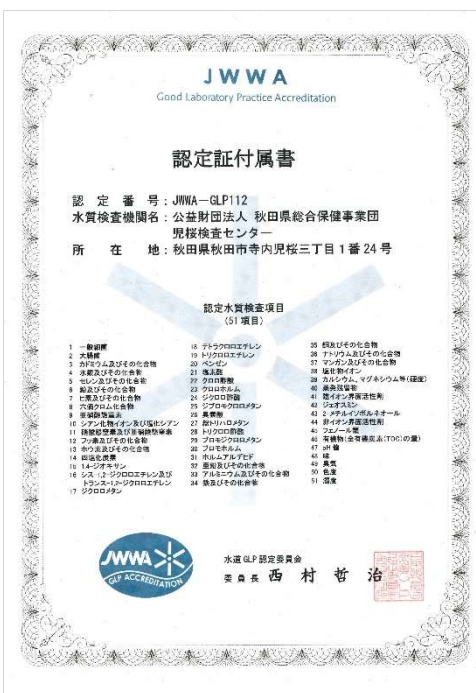 JWWA
Good Laboratory Practice Accreditation
認定証付属書
認定番号:JWWA-GLP112
水質検査機関名:公益財団法人 秋田県総合保健事業団
児桜検査センター
所在地:秋田県秋田市寺内児桜三丁目1番24号
認定水質検査項目
(51項目)
1 一般細菌
2 大腸菌
3 カドミウム及びその化合物
4 水銀及びその化合物
5 セレン及びその化合物
6 鉛及びその化合物
7 ヒ素及びその化合物
8 六価クロム化合物
9 亜硝酸態窒素
10 シアン化物イオン及び塩化シアン
11 硝酸態窒素及び亜硝酸態窒素
12 フッ素及びその化合物
13 ホウ素及びその化合物
14 四塩化炭素
15 1,4-ジオキサン
16 シス-1,2-ジクロロエチレン及び
トランス-1,2-ジクロロエチレン
17 ジクロロメタン
18 テトラクロロエチレン
19 トリクロロエチレン
20 ベンゼン
21 塩素酸
22 クロロ酢酸
23 クロロホルム
24 ジクロロ酢酸
25 ジブロモクロロメタン
26 臭素酸
27 総トリハロメタン
28 トリクロロ酢酸
29 ブロモジクロロメタン
30 ブロモホルム
31 ホルムアルデヒド
32 亜鉛及びその化合物
33 アルミニウム及びその化合物
34 鉄及びその化合物
35 銅及びその化合物
36 ナトリウム及びその化合物
37 マンガン及びその化合物
38 塩化物イオン
39 カルシウム、マグネシウム等(硬度)
40 蒸発残留物
41 陰イオン界面活性剤
42 ジェオスミン
43 2-メチルイソボルネオール
44 非イオン界面活性剤
45 フェノール類
46 有機物(全有機炭素(TOC)の量)
47 pH値
48 味
49 臭気
50 色度
51 濁度
JWWA
GLP ACCREDITATION
水道GLP認定委員会
委員長 西村哲治